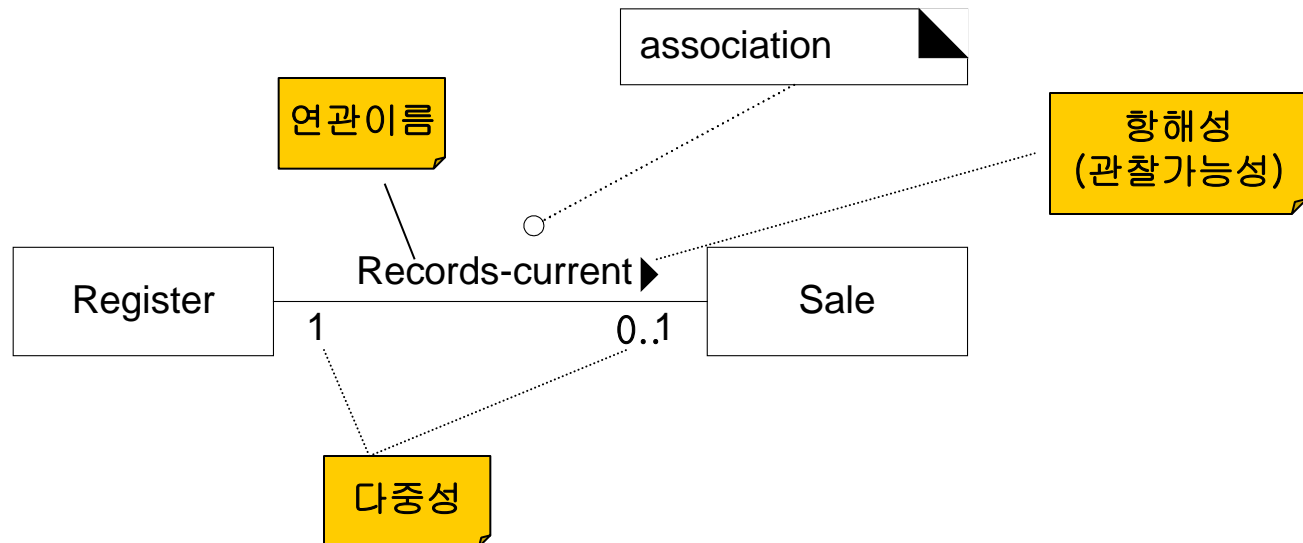 association
연관이름
항해성
(관찰가능성)
Records-current
Register
Sale
1
0..1
다중성